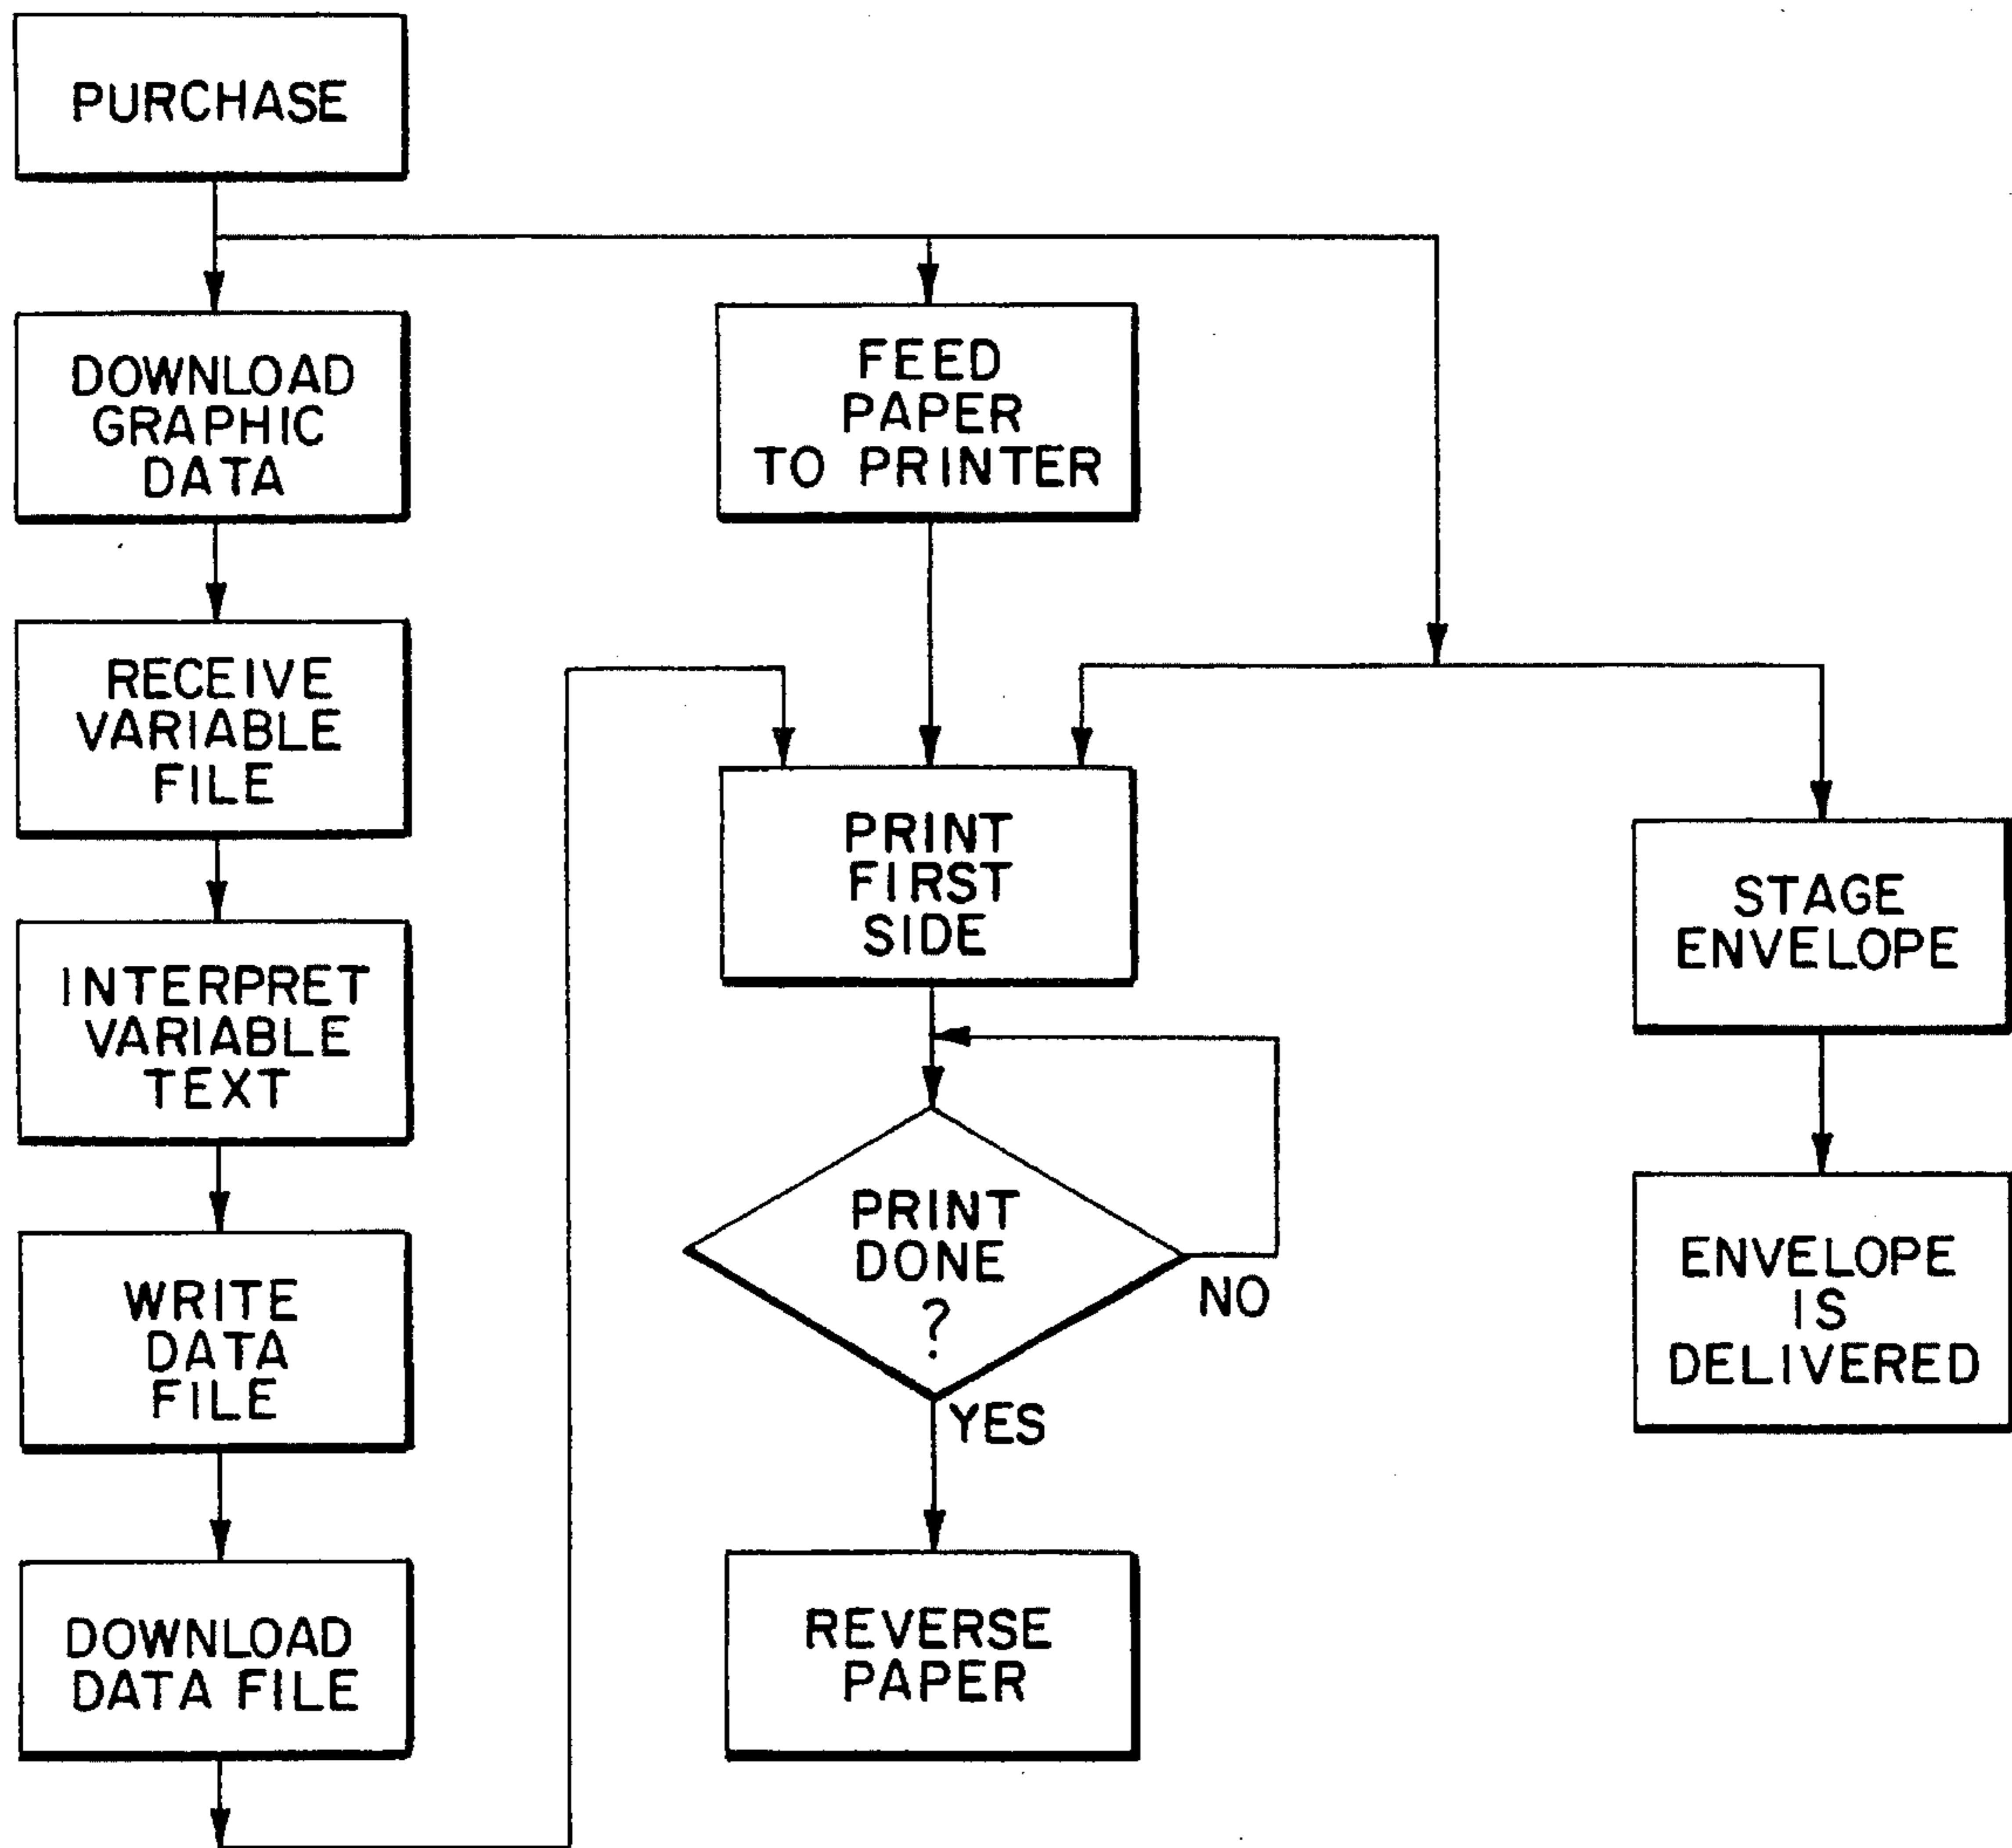 PURCHASE
DOWNLOAD
GRAPHIC
DATA
RECEIVE
VARIABLE
FILE
INTERPRET
VARIABLE
TEXT
WRITE
DATA
FILE
DOWNLOAD
DATA FILE
FEED
PAPER
TO PRINTER
PRINT
FIRST
SIDE
PRINT
DONE
?
NO
YES
REVERSE
PAPER
STAGE
ENVELOPE
ENVELOPE
IS
DELIVERED